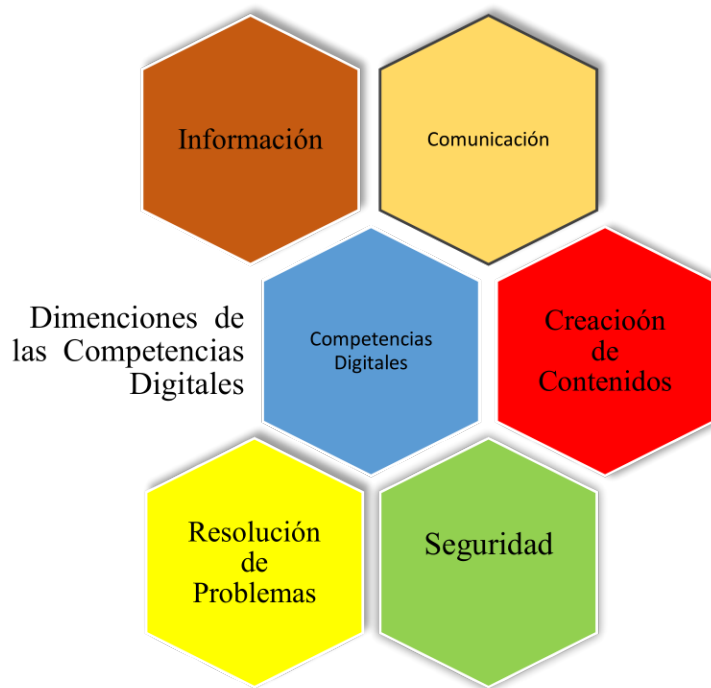 Información
Comunicación
Dimenciones de
las Competencias
Digitales
Competencias
Digitales
Creacioón
de
Contenidos
Resolución
de
Problemas
Seguridad